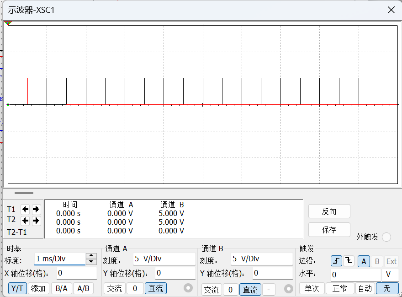 示波器-XSC1
时间 通道 A 通道 B
T1 0.000 s 0.000 V 5.000 V
T2 0.000 s 0.000 V 5.000 V
T2-T1 0.000 s 0.000 V 0.000 V
反向
保存
外触发
时基 通道 A 通道 B 触发
标度: 1 ms/Div 刻度: 5 V/Div 刻度: 5 V/Div 边沿: A B Ext
X 轴位移(格): 0 Y 轴位移(格): 0 Y 轴位移(格): 0 水平: 0 V
Y/T 添加 B/A A/B 交流 0 直流 交流 0 直流 - 单次 正常 自动 无